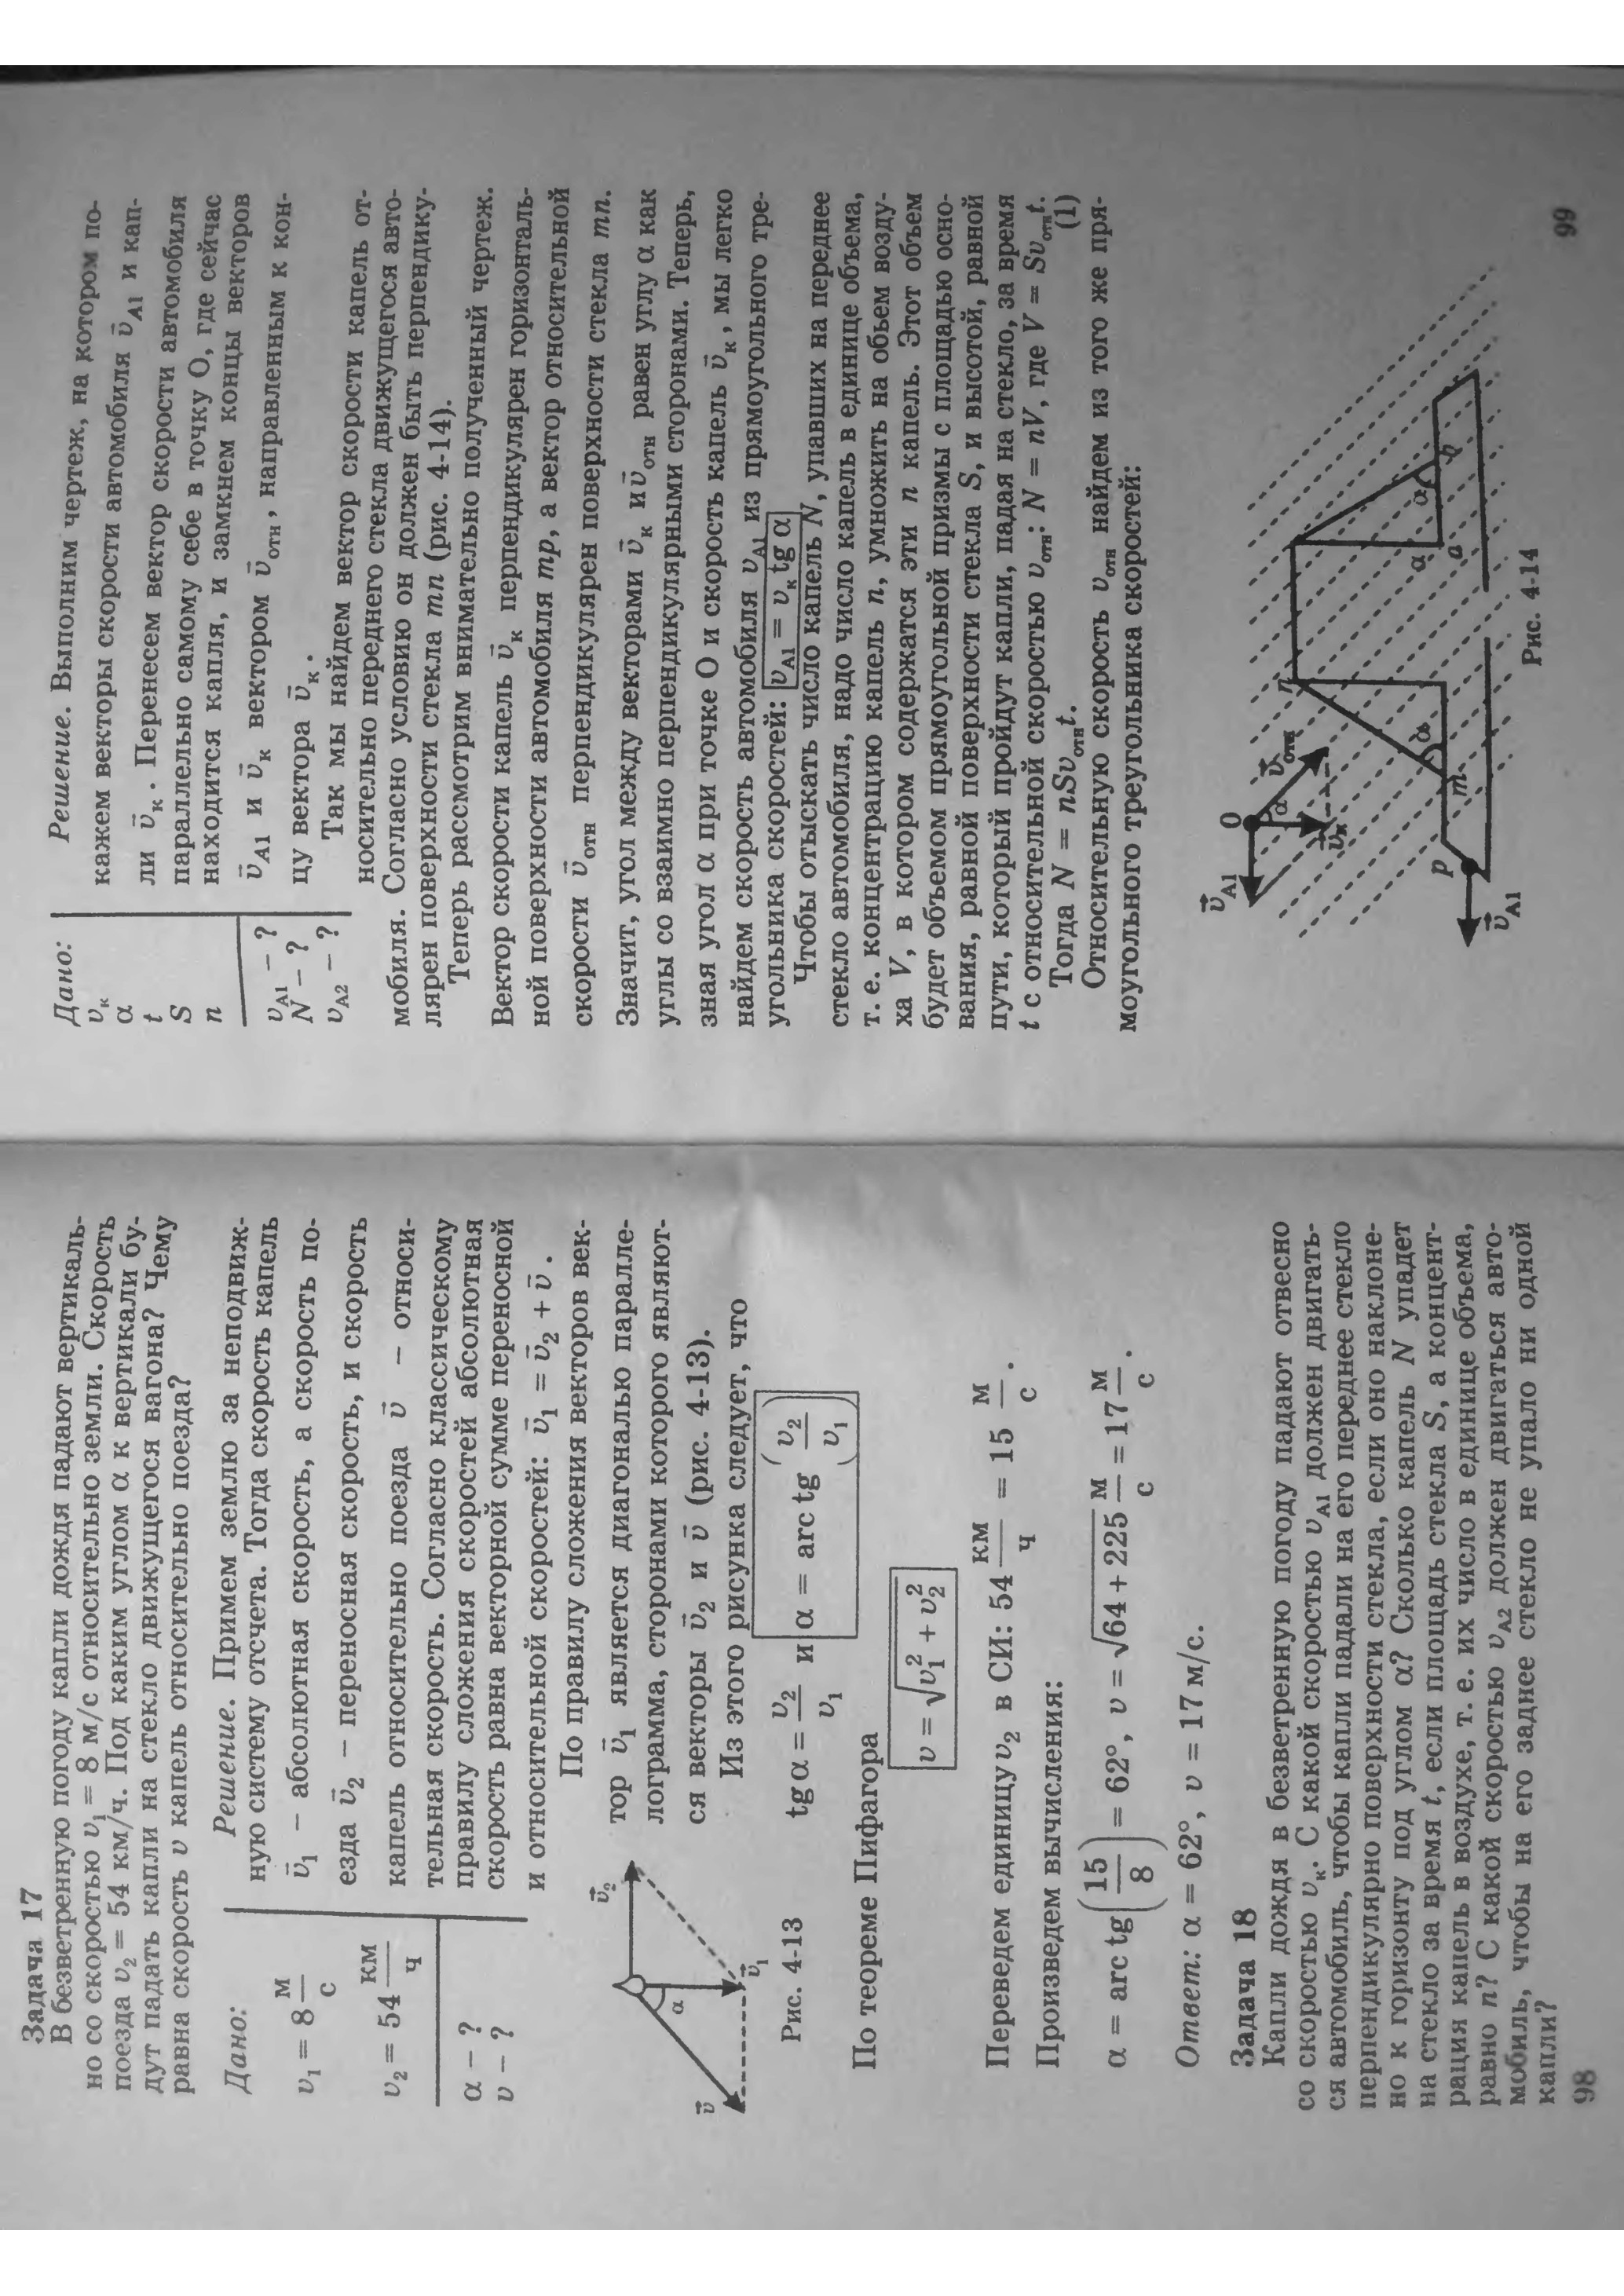 Задача 17
В безветренную погоду капли дождя падают вертикаль-
но со скоростью v₁ = 8 м/с относительно земли. Скорость
поезда v₂ = 54 км/ч. Под каким углом α к вертикали бу-
дут падать капли на стекло движущегося вагона? Чему
равна скорость v капель относительно поезда?
Дано:
v₁ = 8 м/с
v₂ = 54 км/ч
α – ?
v – ?
Решение. Примем землю за неподвиж-
ную систему отсчета. Тогда скорость капель
v̄₁ – абсолютная скорость, а скорость по-
езда v̄₂ – переносная скорость, и скорость
капель относительно поезда v̄ – относи-
тельная скорость. Согласно классическому
правилу сложения скоростей абсолютная
скорость равна векторной сумме переносной
и относительной скоростей: v̄₁ = v̄₂ + v̄.
По правилу сложения векторов век-
тор v̄₁ является диагональю паралле-
лограмма, сторонами которого являют-
ся векторы v̄₂ и v̄ (рис. 4-13).
Из этого рисунка следует, что
tg α = v₂/v₁ и α = arc tg (v₂/v₁)
v⃗₂
α
v⃗₁
v⃗
Рис. 4-13
По теореме Пифагора
v = √(v₁² + v₂²)
Переведем единицу v₂ в СИ: 54 км/ч = 15 м/с.
Произведем вычисления:
α = arc tg (15/8) = 62°, v = √(64 + 225) м/с = 17 м/с.
Ответ: α = 62°, v = 17 м/с.
Задача 18
Капли дождя в безветренную погоду падают отвесно
со скоростью vк. С какой скоростью vА1 должен двигать-
ся автомобиль, чтобы капли падали на его переднее стекло
перпендикулярно поверхности стекла, если оно наклоне-
но к горизонту под углом α? Сколько капель N упадет
на стекло за время t, если площадь стекла S, а концент-
рация капель в воздухе, т. е. их число в единице объема,
равно n? С какой скоростью vА2 должен двигаться авто-
мобиль, чтобы на его заднее стекло не упало ни одной
капли?
98
Дано:
vк
α
t
S
n
vА1 – ?
N – ?
vА2 – ?
Решение. Выполним чертеж, на котором по-
кажем векторы скорости автомобиля v̄А1 и кап-
ли v̄к. Перенесем вектор скорости автомобиля
параллельно самому себе в точку О, где сейчас
находится капля, и замкнем концы векторов
v̄А1 и v̄к вектором v̄отн, направленным к кон-
цу вектора v̄к.
Так мы найдем вектор скорости капель от-
носительно переднего стекла движущегося авто-
мобиля. Согласно условию он должен быть перпендику-
лярен поверхности стекла mn (рис. 4-14).
Теперь рассмотрим внимательно полученный чертеж.
Вектор скорости капель v̄к перпендикулярен горизонталь-
ной поверхности автомобиля mp, а вектор относительной
скорости v̄отн перпендикулярен поверхности стекла mn.
Значит, угол между векторами v̄к и v̄отн равен углу α как
углы со взаимно перпендикулярными сторонами. Теперь,
зная угол α при точке О и скорость капель v̄к, мы легко
найдем скорость автомобиля vА1 из прямоугольного тре-
угольника скоростей: vА1 = vк tg α
Чтобы отыскать число капель N, упавших на переднее
стекло автомобиля, надо число капель в единице объема,
т. е. концентрацию капель n, умножить на обьем возду-
ха V, в котором содержатся эти n капель. Этот объем
будет объемом прямоугольной призмы с площадью осно-
вания, равной поверхности стекла S, и высотой, равной
пути, который пройдут капли, падая на стекло, за время
t с относительной скоростью vотн: N = nV, где V = Svотнt.
Тогда N = nSvотнt. (1)
Относительную скорость vотн найдем из того же пря-
моугольного треугольника скоростей:
v⃗А1
O
α
v⃗отн
v⃗к
n
α
m
p
v⃗А1
α
a
α
b
Рис. 4-14
99